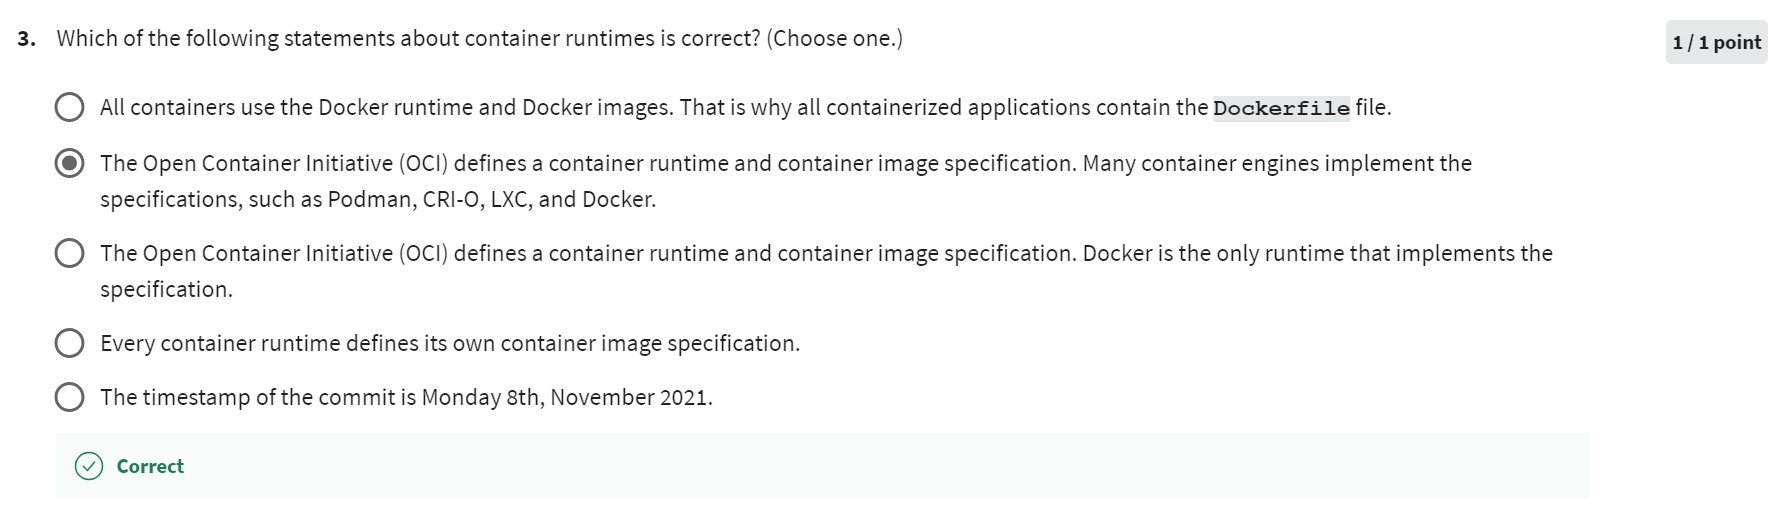 3. Which of the following statements about container runtimes is correct? (Choose one.)
1 / 1 point
All containers use the Docker runtime and Docker images. That is why all containerized applications contain the Dockerfile file.
The Open Container Initiative (OCI) defines a container runtime and container image specification. Many container engines implement the
specifications, such as Podman, CRI-O, LXC, and Docker.
The Open Container Initiative (OCI) defines a container runtime and container image specification. Docker is the only runtime that implements the
specification.
Every container runtime defines its own container image specification.
The timestamp of the commit is Monday 8th, November 2021.
Correct